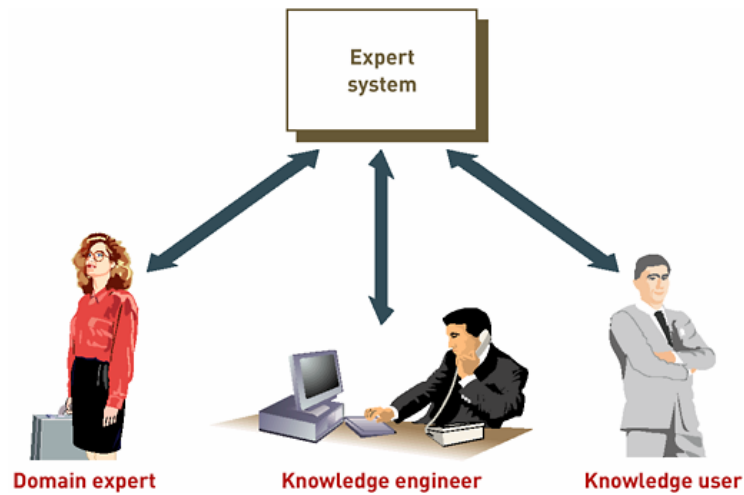 Expert
system
Domain expert
Knowledge engineer
Knowledge user